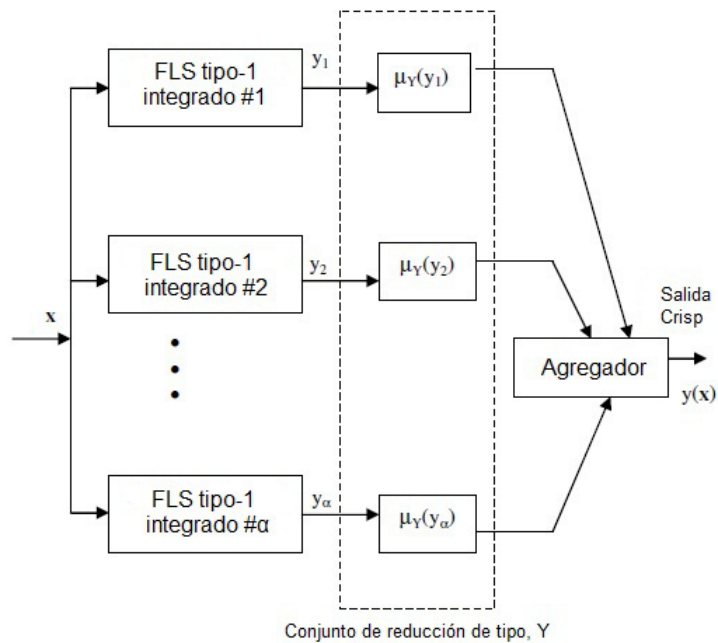 FLS tipo-1
integrado #1
y₁
μY(y₁)
FLS tipo-1
integrado #2
y₂
μY(y₂)
x
Salida
Crisp
Agregador
y(x)
FLS tipo-1
integrado #α
yα
μY(yα)
Conjunto de reducción de tipo, Y